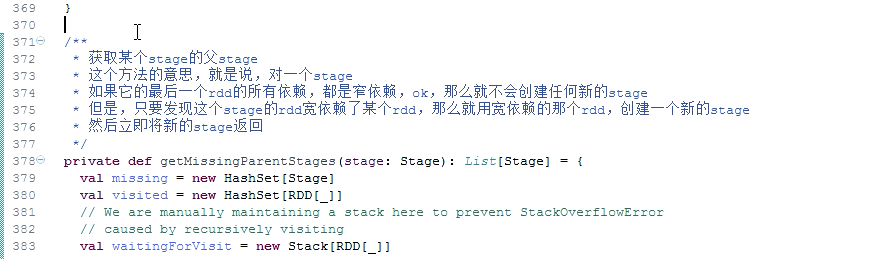 369 }
370
371 /**
372 * 获取某个stage的父stage
373 * 这个方法的意思，就是说，对一个stage
374 * 如果它的最后一个rdd的所有依赖，都是窄依赖，ok，那么就不会创建任何新的stage
375 * 但是，只要发现这个stage的rdd宽依赖了某个rdd，那么就用宽依赖的那个rdd，创建一个新的stage
376 * 然后立即将新的stage返回
377 */
378 private def getMissingParentStages(stage: Stage): List[Stage] = {
379 val missing = new HashSet[Stage]
380 val visited = new HashSet[RDD[_]]
381 // We are manually maintaining a stack here to prevent StackOverflowError
382 // caused by recursively visiting
383 val waitingForVisit = new Stack[RDD[_]]